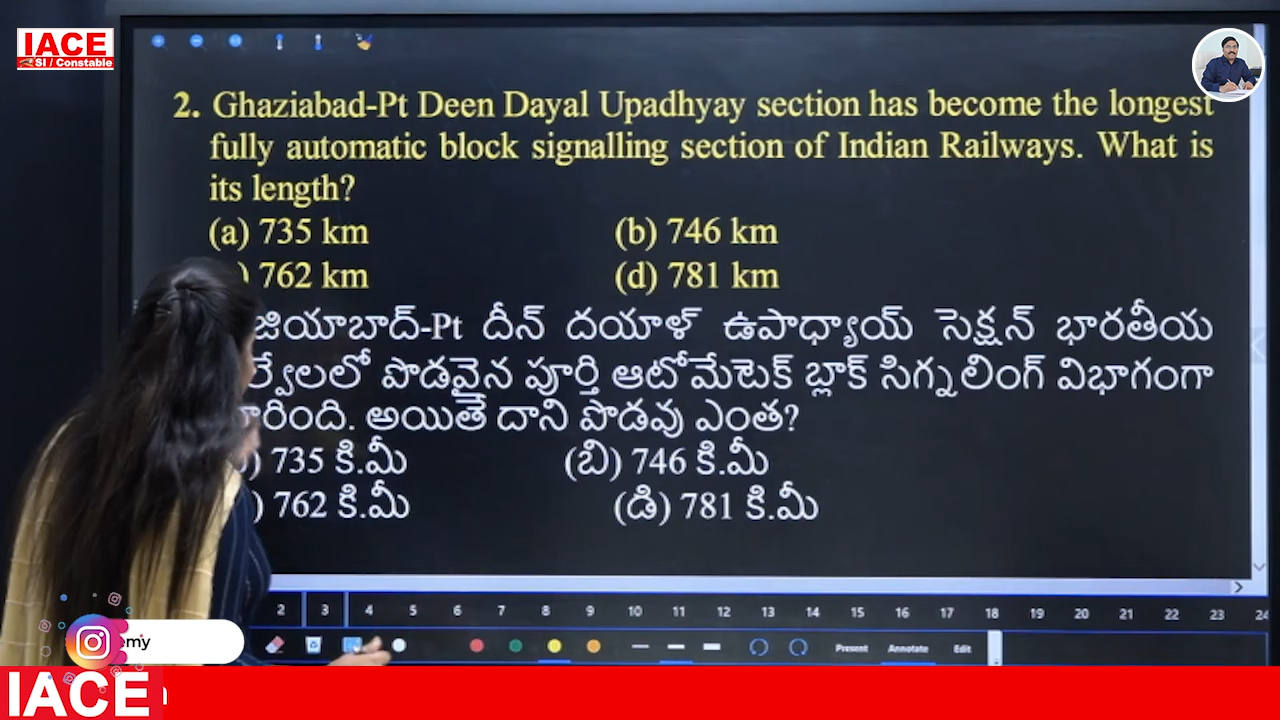 IACE
SI / Constable
2. Ghaziabad-Pt Deen Dayal Upadhyay section has become the longest
fully automatic block signalling section of Indian Railways. What is
its length?
(a) 735 km (b) 746 km
) 762 km (d) 781 km
జియాబాద్-Pt దీన్ దయాళ్ ఉపాధ్యాయ్ సెక్షన్ భారతీయ
ల్వేలలో పొడవైన పూర్తి ఆటోమేటెక్ బ్లాక్ సిగ్నలింగ్ విభాగంగా
రింది. అయితే దాని పొడవు ఎంత?
) 735 కి.మీ (బి) 746 కి.మీ
) 762 కి.మీ (డి) 781 కి.మీ
2 3 4 5 6 7 8 9 10 11 12 13 14 15 16 17 18 19 20 21 22 23 24
Present Annotate Edit
emy
IACE